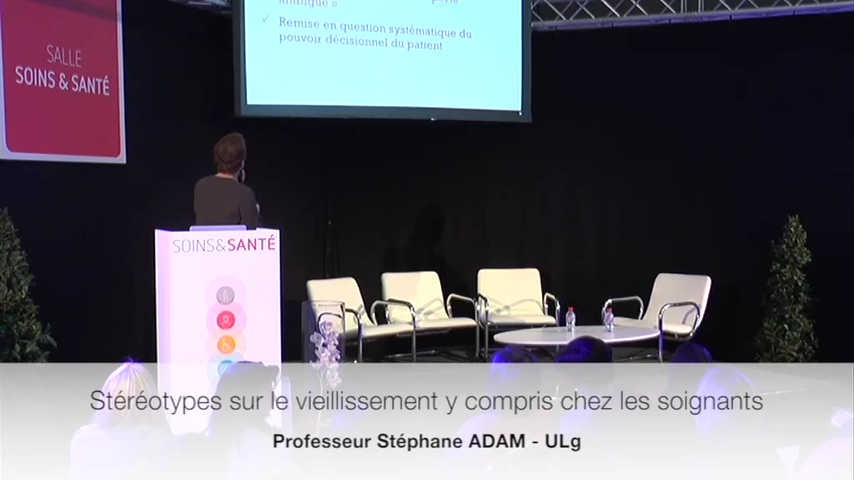 ambiguë »
✓ Remise en question systématique du
pouvoir décisionnel du patient
SALLE
SOINS & SANTÉ
SOINS&SANTÉ
Stéréotypes sur le vieillissement y compris chez les soignants
Professeur Stéphane ADAM - ULg